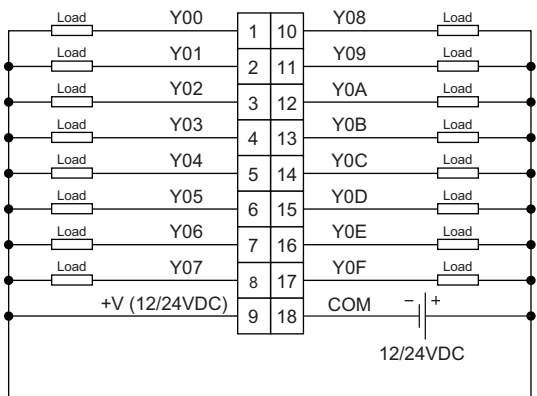 Load Y00 1 10 Y08 Load
Load Y01 2 11 Y09 Load
Load Y02 3 12 Y0A Load
Load Y03 4 13 Y0B Load
Load Y04 5 14 Y0C Load
Load Y05 6 15 Y0D Load
Load Y06 7 16 Y0E Load
Load Y07 8 17 Y0F Load
+V (12/24VDC) 9 18 COM − +
12/24VDC